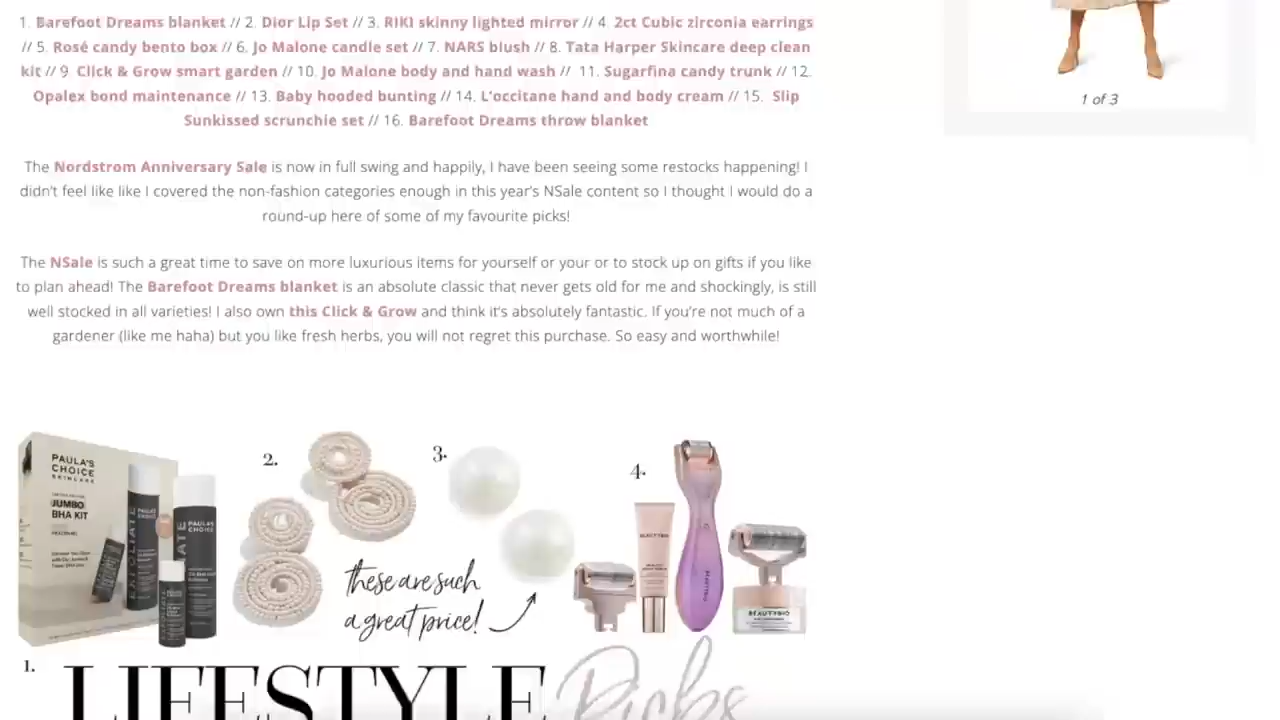 1. Barefoot Dreams blanket // 2. Dior Lip Set // 3. RIKI skinny lighted mirror // 4. 2ct Cubic zirconia earrings
// 5. Rosé candy bento box // 6. Jo Malone candle set // 7. NARS blush // 8. Tata Harper Skincare deep clean
kit // 9. Click & Grow smart garden // 10. Jo Malone body and hand wash // 11. Sugarfina candy trunk // 12.
Opalex bond maintenance // 13. Baby hooded bunting // 14. L'occitane hand and body cream // 15. Slip
Sunkissed scrunchie set // 16. Barefoot Dreams throw blanket
1 of 3
The Nordstrom Anniversary Sale is now in full swing and happily, I have been seeing some restocks happening! I
didn't feel like like I covered the non-fashion categories enough in this year's NSale content so I thought I would do a
round-up here of some of my favourite picks!
The NSale is such a great time to save on more luxurious items for yourself or your or to stock up on gifts if you like
to plan ahead! The Barefoot Dreams blanket is an absolute classic that never gets old for me and shockingly, is still
well stocked in all varieties! I also own this Click & Grow and think it's absolutely fantastic. If you're not much of a
gardener (like me haha) but you like fresh herbs, you will not regret this purchase. So easy and worthwhile!
PAULA'S
CHOICE
SKINCARE
JUMBO
BHA KIT
EXFOLIATE
PAULA'S
CHOICE
2.
3.
4.
these are such
a great price!
BEAUTYBIO
BEAUTYBIO
1.
LIFESTYLE Picks